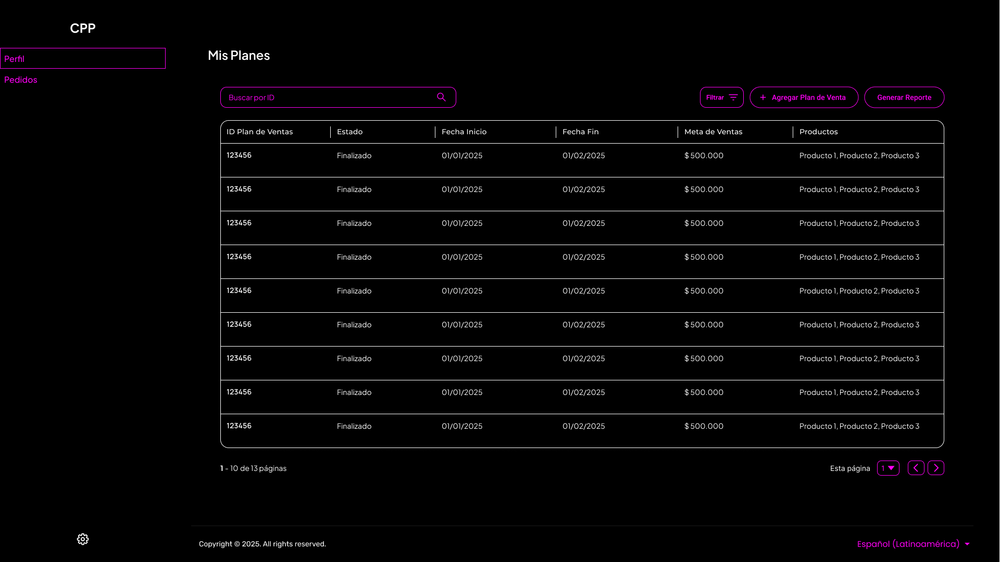 CPP
Perfil
Pedidos
Mis Planes
Buscar por ID
Filtrar
+ Agregar Plan de Venta
Generar Reporte
ID Plan de Ventas Estado Fecha Inicio Fecha Fin Meta de Ventas Productos
123456 Finalizado 01/01/2025 01/02/2025 $ 500.000 Producto 1, Producto 2, Producto 3
123456 Finalizado 01/01/2025 01/02/2025 $ 500.000 Producto 1, Producto 2, Producto 3
123456 Finalizado 01/01/2025 01/02/2025 $ 500.000 Producto 1, Producto 2, Producto 3
123456 Finalizado 01/01/2025 01/02/2025 $ 500.000 Producto 1, Producto 2, Producto 3
123456 Finalizado 01/01/2025 01/02/2025 $ 500.000 Producto 1, Producto 2, Producto 3
123456 Finalizado 01/01/2025 01/02/2025 $ 500.000 Producto 1, Producto 2, Producto 3
123456 Finalizado 01/01/2025 01/02/2025 $ 500.000 Producto 1, Producto 2, Producto 3
123456 Finalizado 01/01/2025 01/02/2025 $ 500.000 Producto 1, Producto 2, Producto 3
123456 Finalizado 01/01/2025 01/02/2025 $ 500.000 Producto 1, Producto 2, Producto 3
1 - 10 de 13 páginas
Esta página 1
Copyright © 2025. All rights reserved.
Español (Latinoamérica)